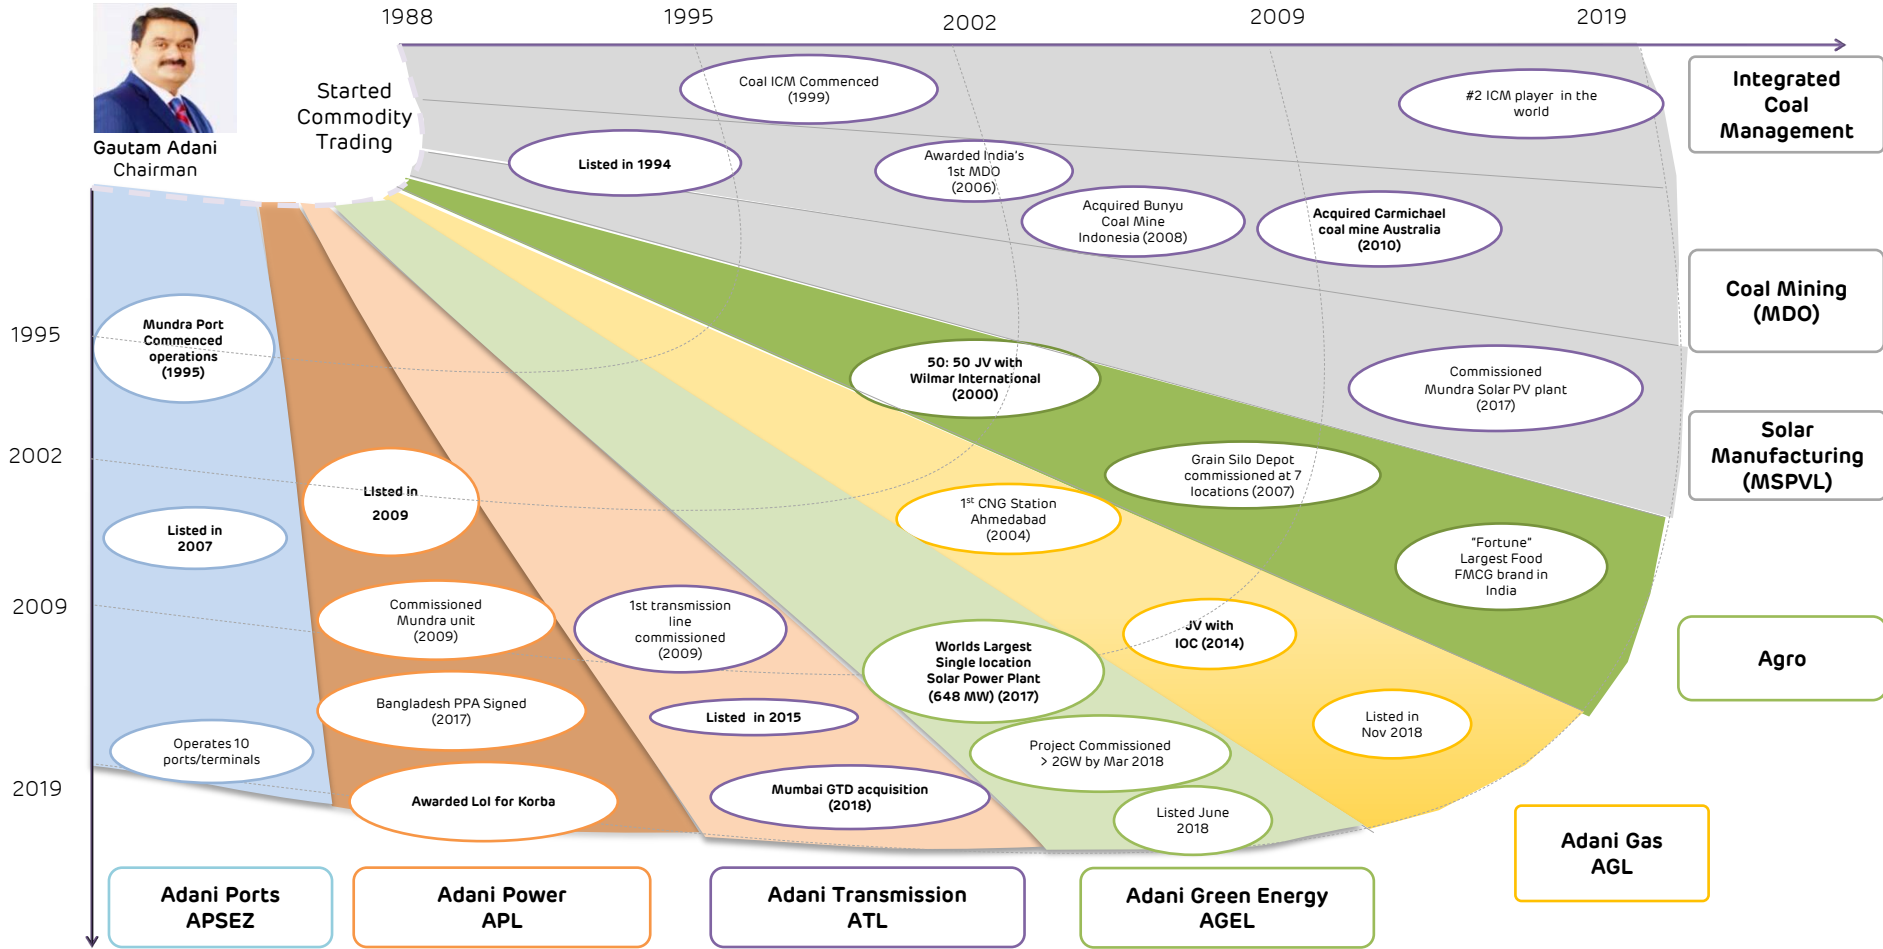 1988
1995
2002
2009
2019
Gautam Adani
Chairman
Started
Commodity
Trading
Coal ICM Commenced
(1999)
#2 ICM player in the
world
Integrated
Coal
Management
Listed in 1994
Awarded India's
1st MDO
(2006)
Acquired Bunyu
Coal Mine
Indonesia (2008)
Acquired Carmichael
coal mine Australia
(2010)
Coal Mining
(MDO)
1995
2002
2009
2019
Mundra Port
Commenced
operations
(1995)
50: 50 JV with
Wilmar International
(2000)
Commissioned
Mundra Solar PV plant
(2017)
Solar
Manufacturing
(MSPVL)
Listed in
2007
Listed in
2009
1st CNG Station
Ahmedabad
(2004)
Grain Silo Depot
commissioned at 7
locations (2007)
"Fortune"
Largest Food
FMCG brand in
India
Commissioned
Mundra unit
(2009)
1st transmission
line
commissioned
(2009)
Worlds Largest
Single location
Solar Power Plant
(648 MW) (2017)
JV with
IOC (2014)
Agro
Bangladesh PPA Signed
(2017)
Listed in 2015
Listed in
Nov 2018
Operates 10
ports/terminals
Project Commissioned
> 2GW by Mar 2018
Awarded LoI for Korba
Mumbai GTD acquisition
(2018)
Listed June
2018
Adani Gas
AGL
Adani Ports
APSEZ
Adani Power
APL
Adani Transmission
ATL
Adani Green Energy
AGEL